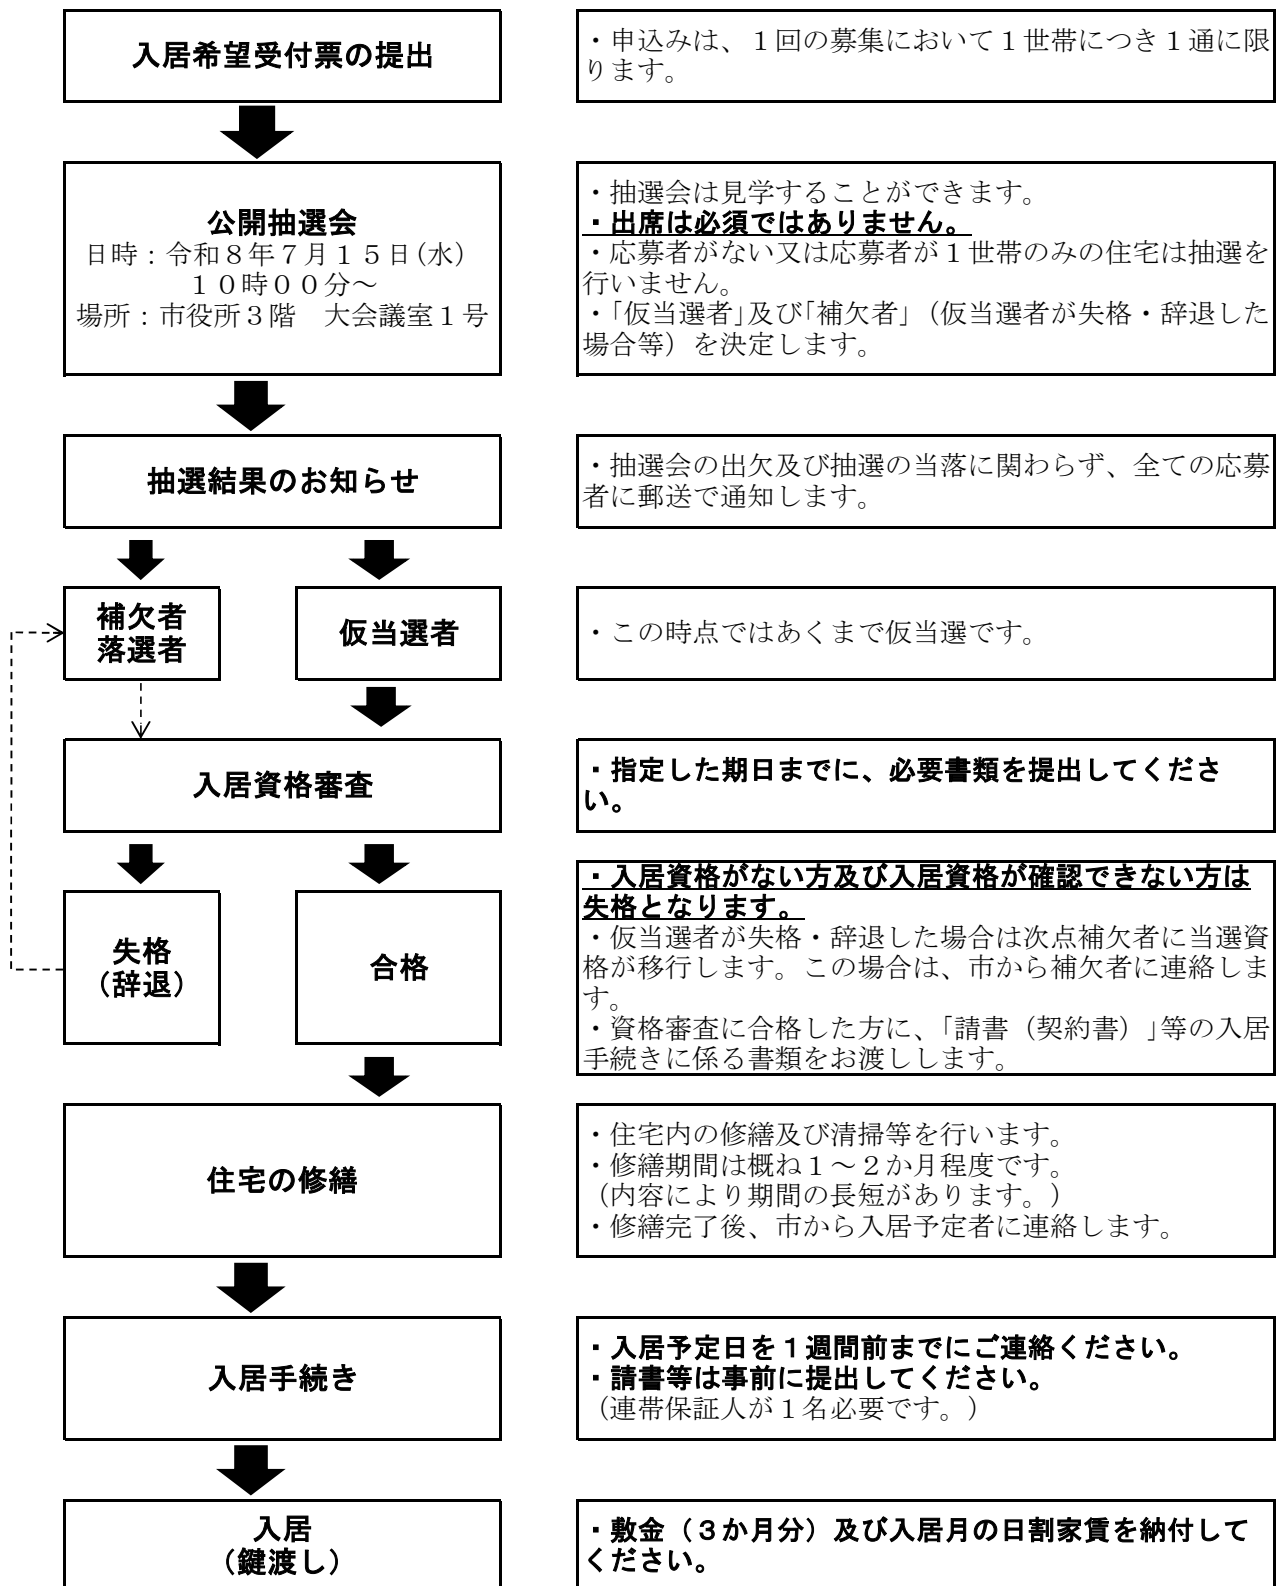 入居希望受付票の提出
・申込みは、１回の募集において１世帯につき１通に限
ります。
公開抽選会
日時：令和８年７月１５日(水)
１０時００分～
場所：市役所３階　大会議室１号
・抽選会は見学することができます。
・出席は必須ではありません。
・応募者がない又は応募者が１世帯のみの住宅は抽選を
行いません。
・「仮当選者」及び「補欠者」（仮当選者が失格・辞退した
場合等）を決定します。
抽選結果のお知らせ
・抽選会の出欠及び抽選の当落に関わらず、全ての応募
者に郵送で通知します。
補欠者
落選者
仮当選者
・この時点ではあくまで仮当選です。
入居資格審査
・指定した期日までに、必要書類を提出してくださ
い。
失格
（辞退）
合格
・入居資格がない方及び入居資格が確認できない方は
失格となります。
・仮当選者が失格・辞退した場合は次点補欠者に当選資
格が移行します。この場合は、市から補欠者に連絡しま
す。
・資格審査に合格した方に、「請書（契約書）」等の入居
手続きに係る書類をお渡しします。
住宅の修繕
・住宅内の修繕及び清掃等を行います。
・修繕期間は概ね１～２か月程度です。
（内容により期間の長短があります。）
・修繕完了後、市から入居予定者に連絡します。
入居手続き
・入居予定日を１週間前までにご連絡ください。
・請書等は事前に提出してください。
（連帯保証人が１名必要です。）
入居
（鍵渡し）
・敷金（３か月分）及び入居月の日割家賃を納付して
ください。